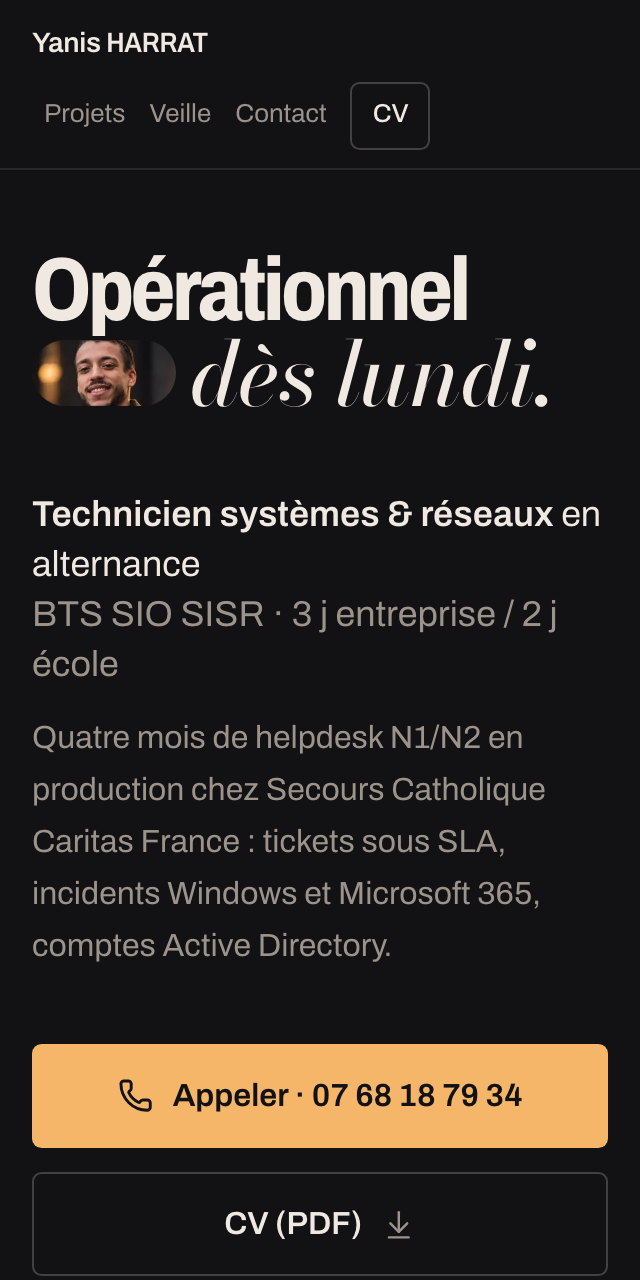 Yanis HARRAT
Projets Veille Contact CV
Opérationnel
dès lundi.
Technicien systèmes & réseaux en
alternance
BTS SIO SISR · 3 j entreprise / 2 j
école
Quatre mois de helpdesk N1/N2 en
production chez Secours Catholique
Caritas France : tickets sous SLA,
incidents Windows et Microsoft 365,
comptes Active Directory.
Appeler · 07 68 18 79 34
CV (PDF)